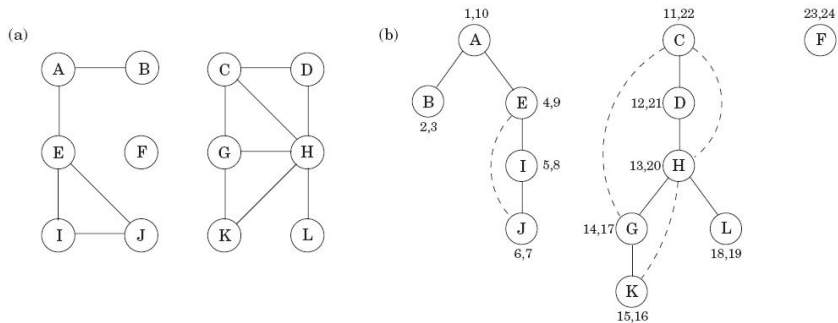 (a)
A B
C D
E F
G H
I J
K L
(b)
1,10 11,22 23,24
A C F
B E 4,9
2,3
12,21 D
I 5,8
13,20 H
J
6,7
14,17 G L
18,19
K
15,16